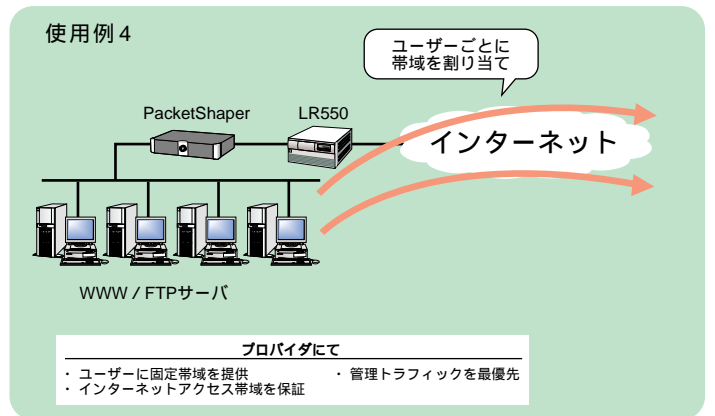 使用例4
ユーザーごとに
帯域を割り当て
PacketShaper
LR550
インターネット
WWW / FTPサーバ
プロバイダにて
・ ユーザーに固定帯域を提供
・ 管理トラフィックを最優先
・ インターネットアクセス帯域を保証